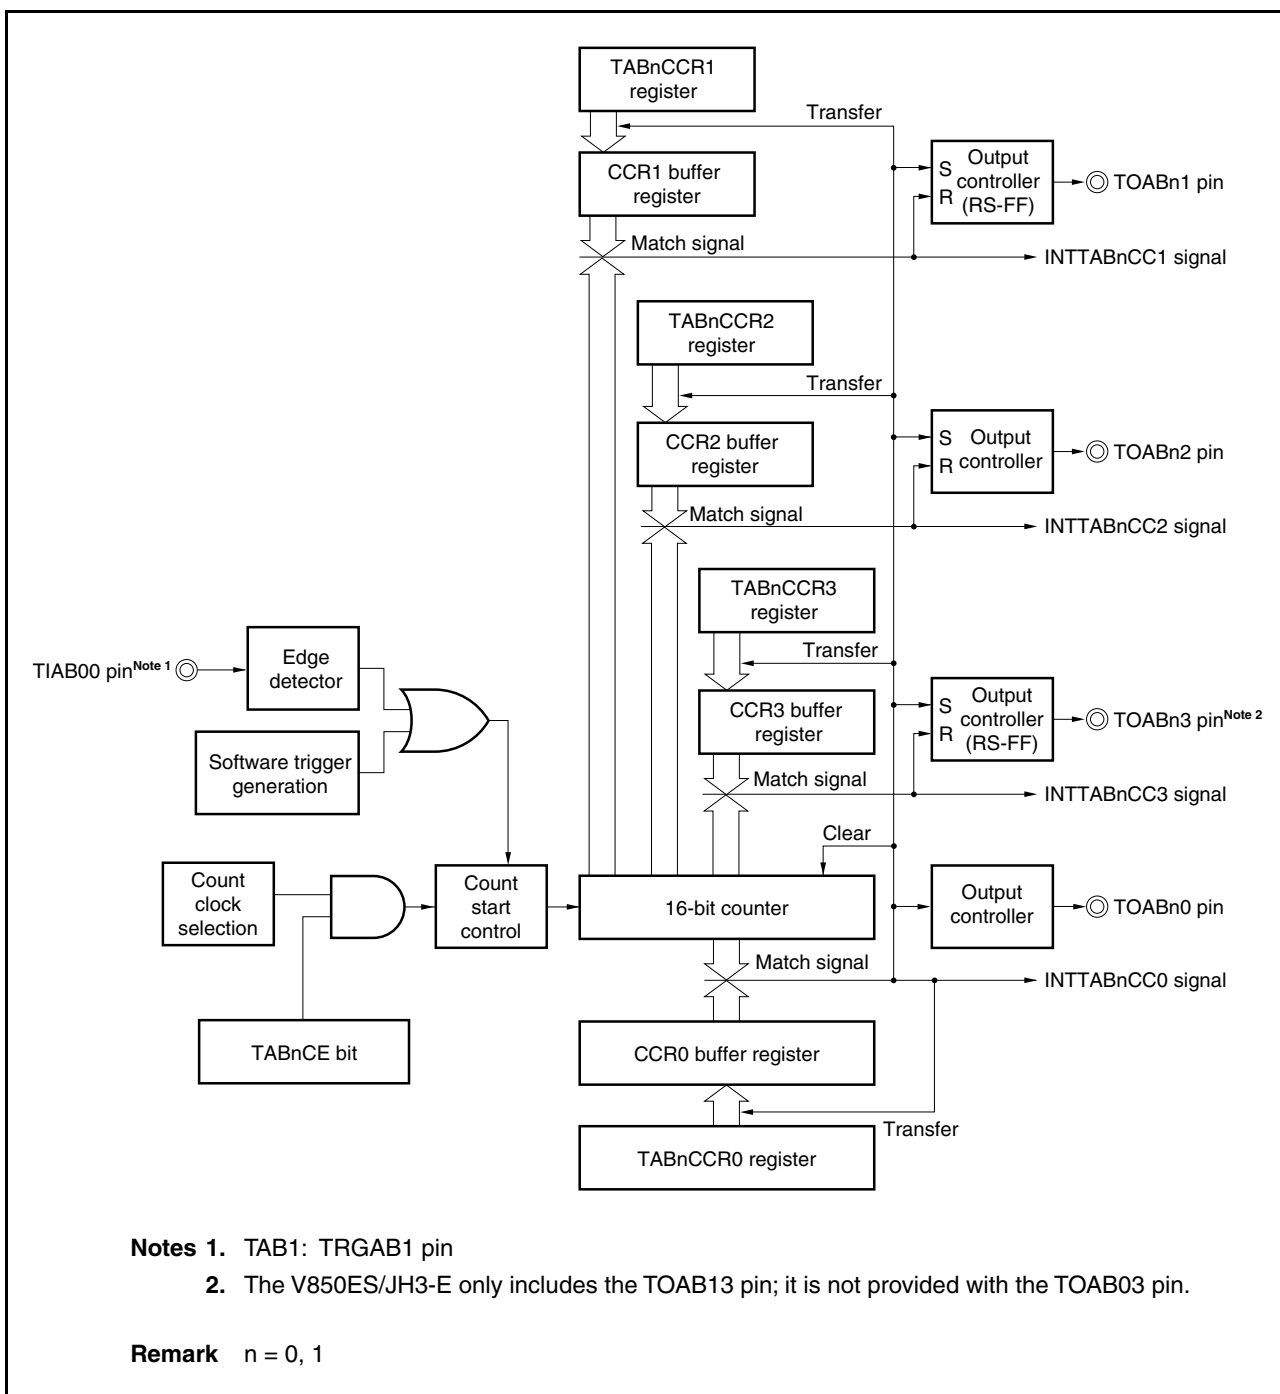 TABnCCR1
register
Transfer
CCR1 buffer
register
S
R
Output
controller
(RS-FF)
TOABn1 pin
Match signal
INTTABnCC1 signal
TABnCCR2
register
Transfer
CCR2 buffer
register
S
R
Output
controller
TOABn2 pin
Match signal
INTTABnCC2 signal
TABnCCR3
register
Transfer
TIAB00 pin Note 1
Edge
detector
CCR3 buffer
register
S
R
Output
controller
(RS-FF)
TOABn3 pin Note 2
Software trigger
generation
Match signal
INTTABnCC3 signal
Clear
Count
clock
selection
Count
start
control
16-bit counter
Output
controller
TOABn0 pin
Match signal
INTTABnCC0 signal
TABnCE bit
CCR0 buffer register
Transfer
TABnCCR0 register
Notes 1. TAB1: TRGAB1 pin
2. The V850ES/JH3-E only includes the TOAB13 pin; it is not provided with the TOAB03 pin.
Remark n = 0, 1